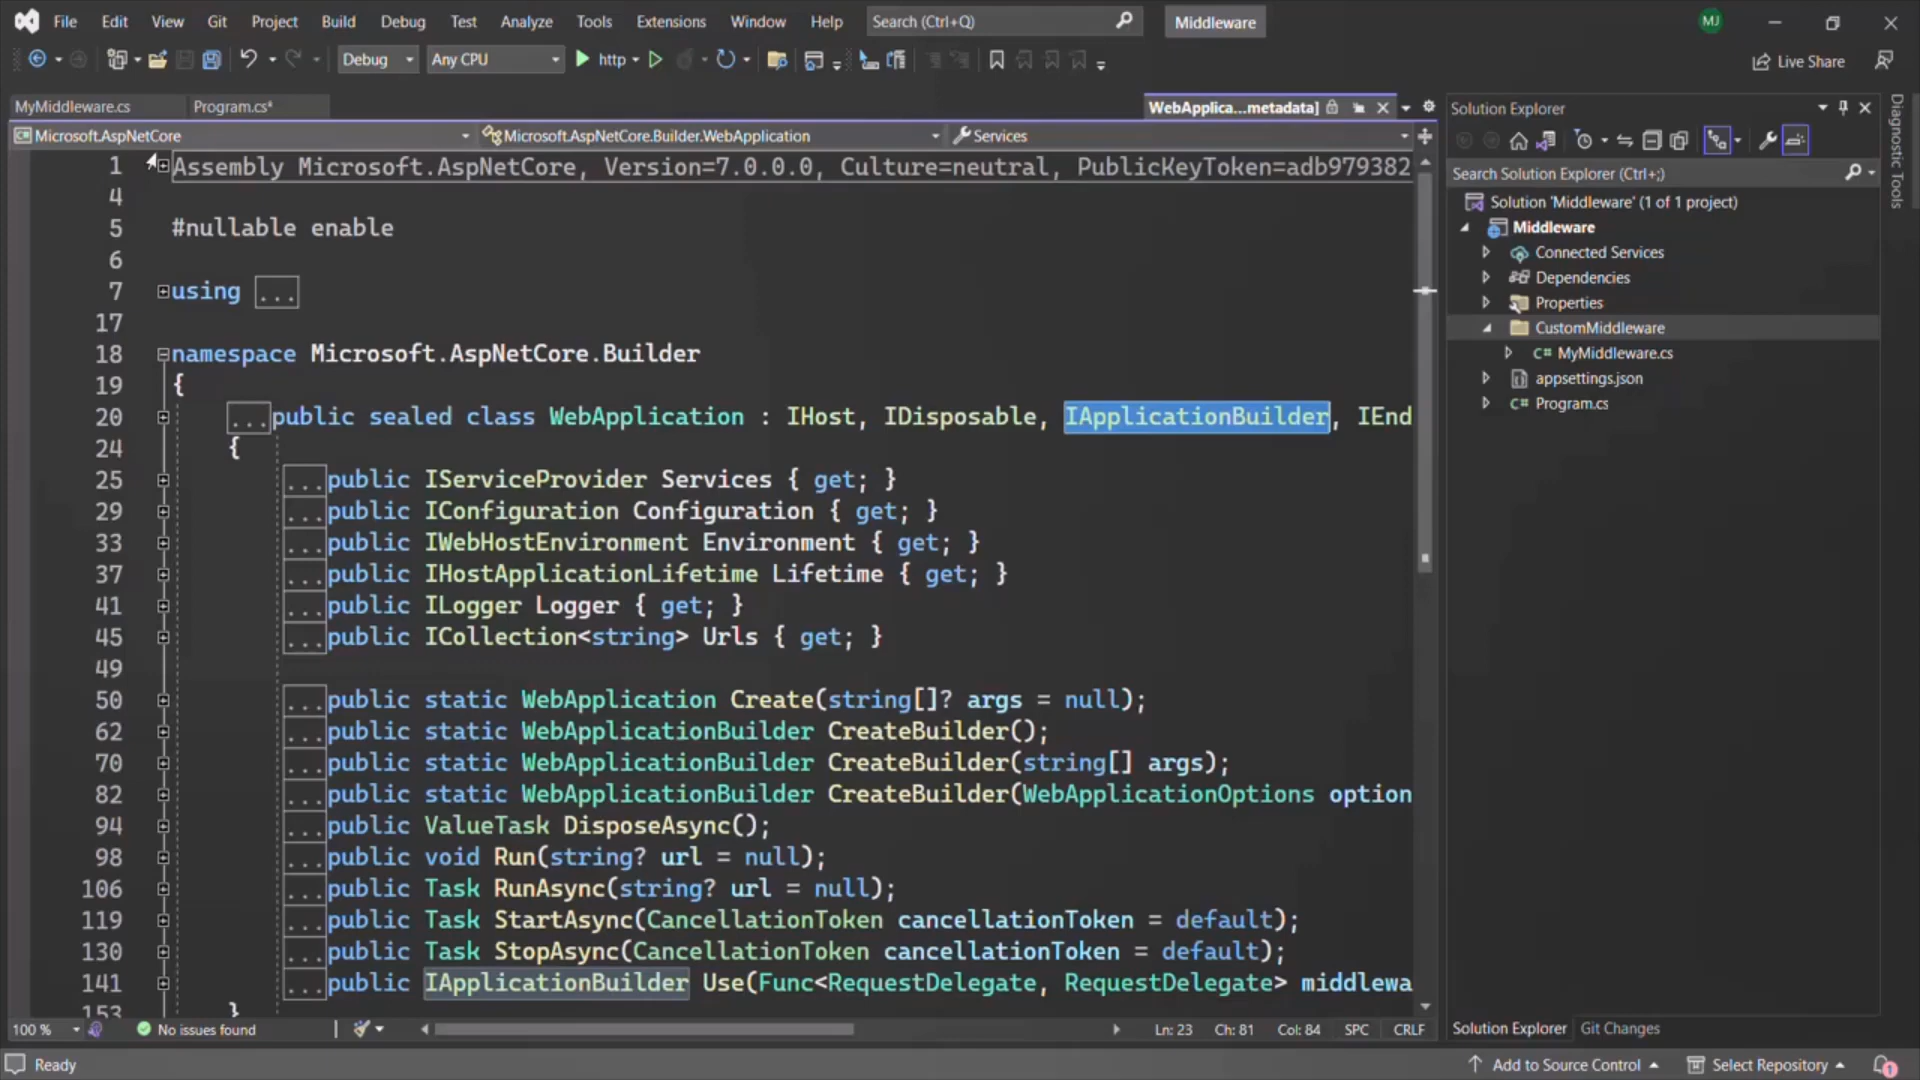 File Edit View Git Project Build Debug Test Analyze Tools Extensions Window Help Search (Ctrl+Q) Middleware MJ
Debug Any CPU http Live Share
MyMiddleware.cs Program.cs* WebApplica...metadata]
Microsoft.AspNetCore Microsoft.AspNetCore.Builder.WebApplication Services
1 Assembly Microsoft.AspNetCore, Version=7.0.0.0, Culture=neutral, PublicKeyToken=adb979382
4
5 #nullable enable
6
7 using ...
17
18 namespace Microsoft.AspNetCore.Builder
19 {
20 ...public sealed class WebApplication : IHost, IDisposable, IApplicationBuilder, IEnd
24 {
25 ...public IServiceProvider Services { get; }
29 ...public IConfiguration Configuration { get; }
33 ...public IWebHostEnvironment Environment { get; }
37 ...public IHostApplicationLifetime Lifetime { get; }
41 ...public ILogger Logger { get; }
45 ...public ICollection<string> Urls { get; }
49
50 ...public static WebApplication Create(string[]? args = null);
62 ...public static WebApplicationBuilder CreateBuilder();
70 ...public static WebApplicationBuilder CreateBuilder(string[] args);
82 ...public static WebApplicationBuilder CreateBuilder(WebApplicationOptions option
94 ...public ValueTask DisposeAsync();
98 ...public void Run(string? url = null);
106 ...public Task RunAsync(string? url = null);
119 ...public Task StartAsync(CancellationToken cancellationToken = default);
130 ...public Task StopAsync(CancellationToken cancellationToken = default);
141 ...public IApplicationBuilder Use(Func<RequestDelegate, RequestDelegate> middlewa
153 }
100 % No issues found Ln: 23 Ch: 81 Col: 84 SPC CRLF
Solution Explorer
Search Solution Explorer (Ctrl+;)
Solution 'Middleware' (1 of 1 project)
Middleware
Connected Services
Dependencies
Properties
CustomMiddleware
C# MyMiddleware.cs
appsettings.json
C# Program.cs
Solution Explorer Git Changes
Diagnostic Tools
Ready Add to Source Control Select Repository 1